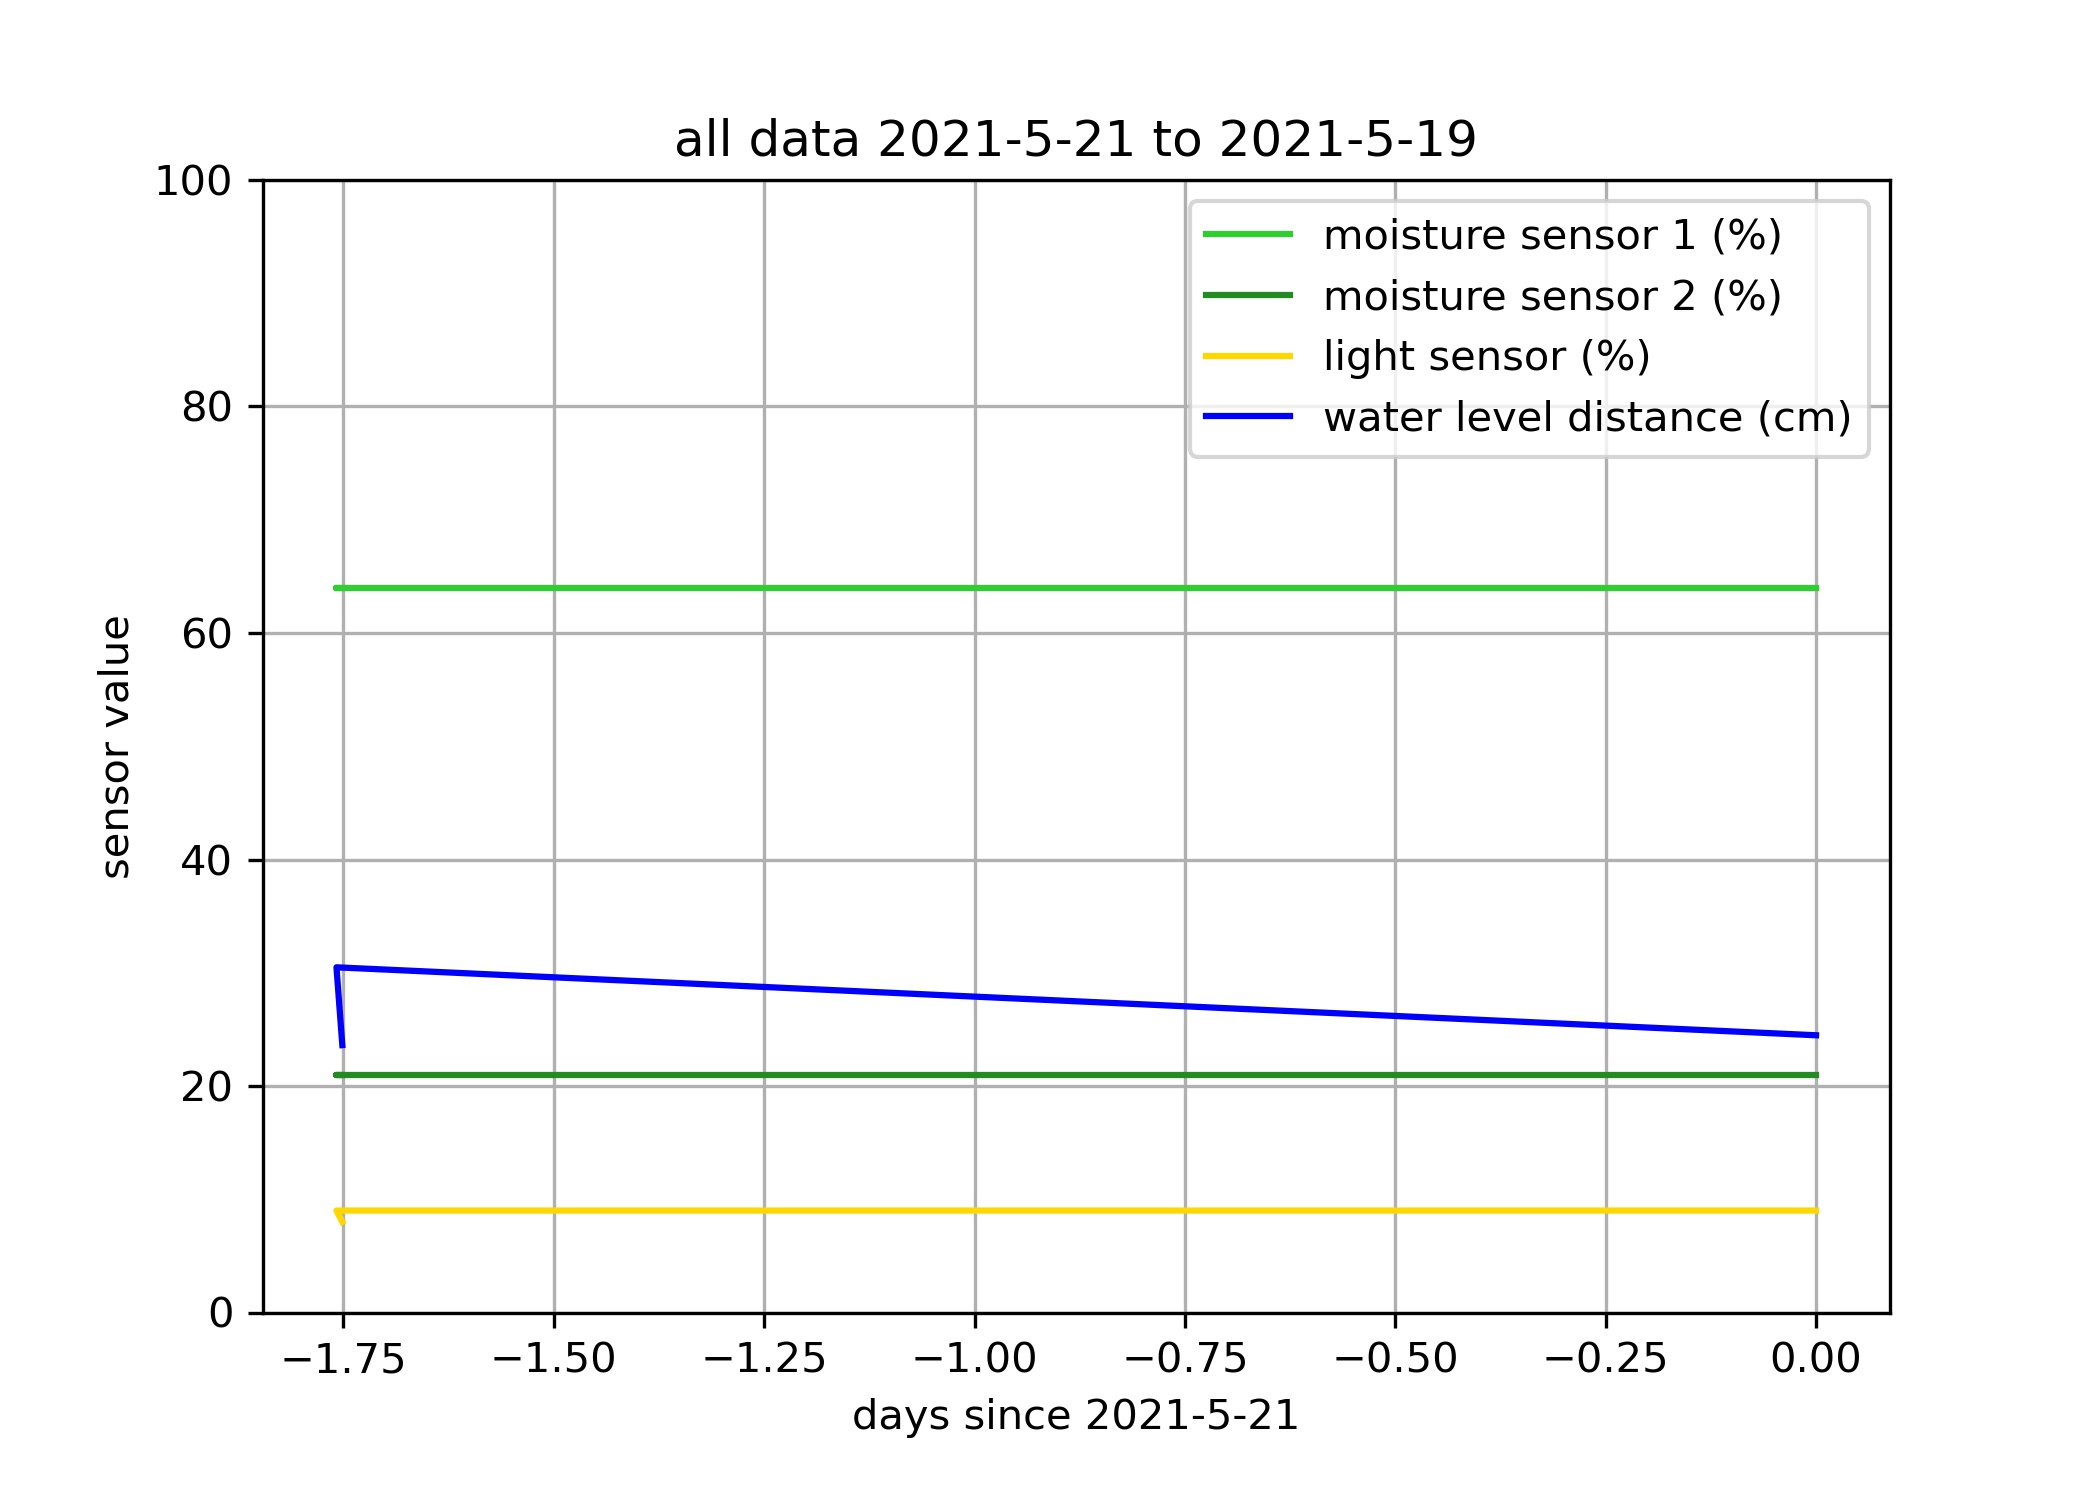 all data 2021-5-21 to 2021-5-19
100
80
60
40
20
0
sensor value
moisture sensor 1 (%)
moisture sensor 2 (%)
light sensor (%)
water level distance (cm)
−1.75 −1.50 −1.25 −1.00 −0.75 −0.50 −0.25 0.00
days since 2021-5-21